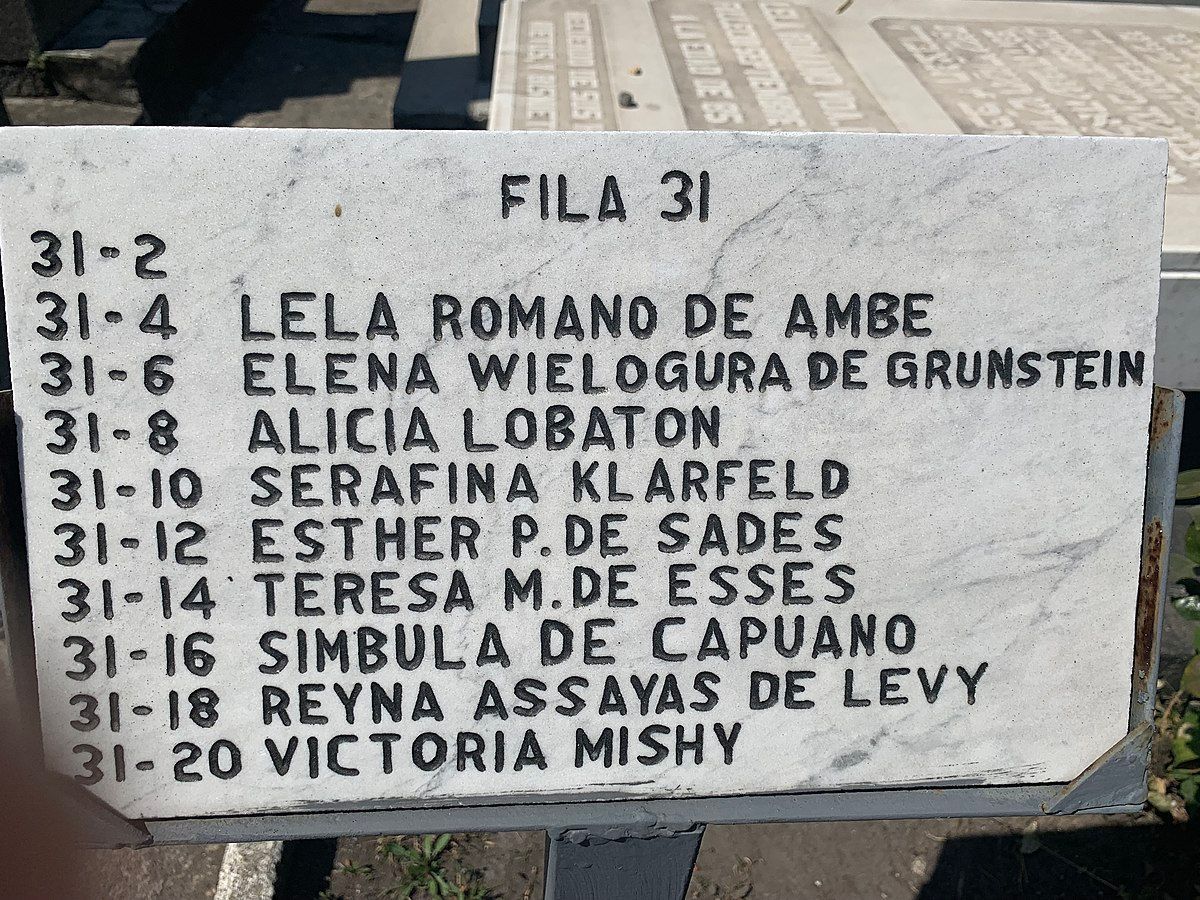 FILA 31
31-2
31-4 LELA ROMANO DE AMBE
31-6 ELENA WIELOGURA DE GRUNSTEIN
31-8 ALICIA LOBATON
31-10 SERAFINA KLARFELD
31-12 ESTHER P. DE SADES
31-14 TERESA M. DE ESSES
31-16 SIMBULA DE CAPUANO
31-18 REYNA ASSAYAS DE LEVY
31-20 VICTORIA MISHY